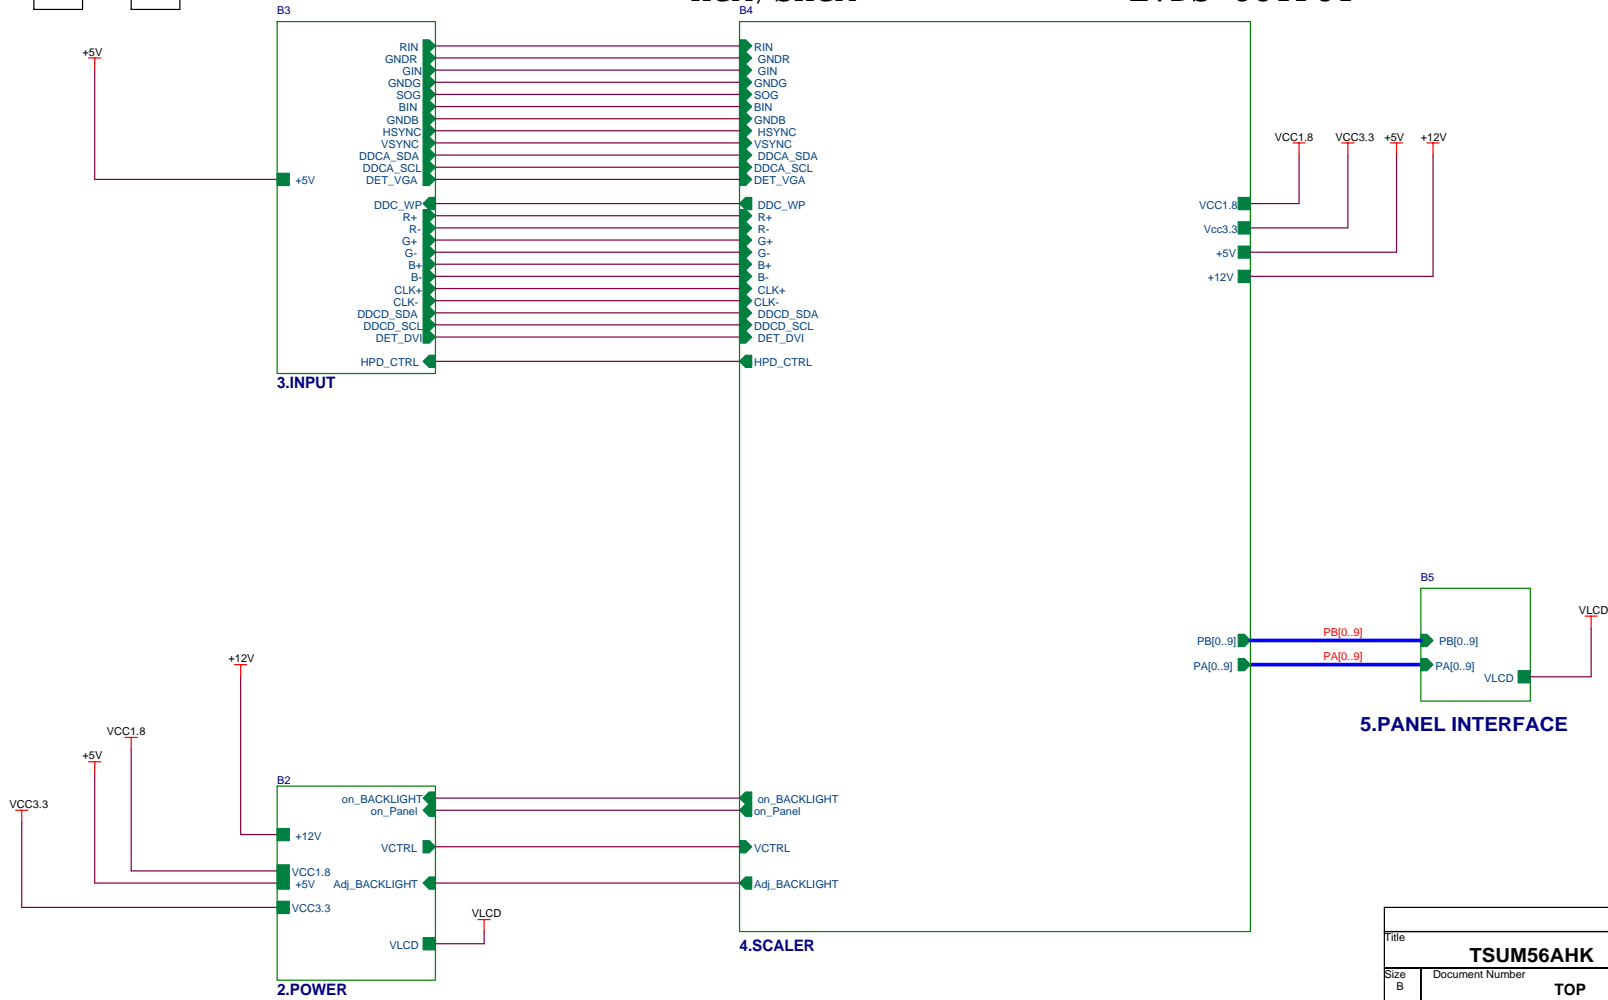 B3
B4
+5V
RIN
GNDR
GIN
GNDG
SOG
BIN
GNDB
HSYNC
VSYNC
DDCA_SDA
DDCA_SCL
DET_VGA
+5V
DDC_WP
R+
R-
G+
G-
B+
B-
CLK+
CLK-
DDCD_SDA
DDCD_SCL
DET_DVI
HPD_CTRL
3.INPUT
RIN
GNDR
GIN
GNDG
SOG
BIN
GNDB
HSYNC
VSYNC
DDCA_SDA
DDCA_SCL
DET_VGA
DDC_WP
R+
R-
G+
G-
B+
B-
CLK+
CLK-
DDCD_SDA
DDCD_SCL
DET_DVI
HPD_CTRL
VCC1.8 VCC3.3 +5V +12V
VCC1.8
Vcc3.3
+5V
+12V
B5
VLCD
PB[0..9] PB[0..9] PB[0..9]
PA[0..9] PA[0..9] PA[0..9]
VLCD
5.PANEL INTERFACE
+12V
VCC1.8
+5V
VCC3.3
B2
on_BACKLIGHT
on_Panel
+12V
VCTRL
VCC1.8
+5V
Adj_BACKLIGHT
VCC3.3
VLCD
VLCD
2.POWER
on_BACKLIGHT
on_Panel
VCTRL
Adj_BACKLIGHT
4.SCALER
Title
TSUM56AHK
Size
B
Document Number
TOP